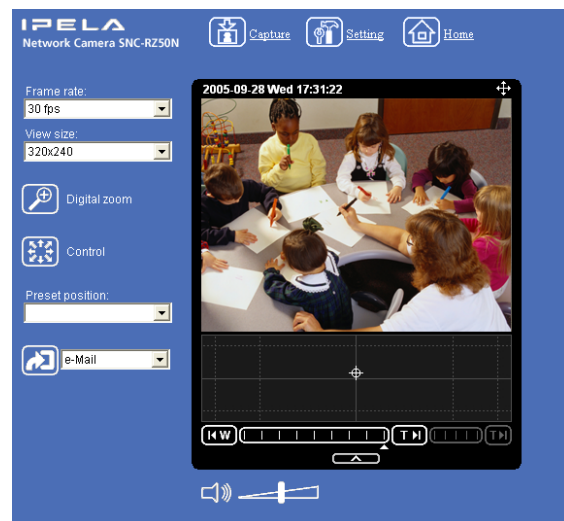 IPELA
Network Camera SNC-RZ50N
Capture
Setting
Home
Frame rate:
30 fps
View size:
320x240
Digital zoom
Control
Preset position:
e-Mail
2005-09-28 Wed 17:31:22
W
T
T